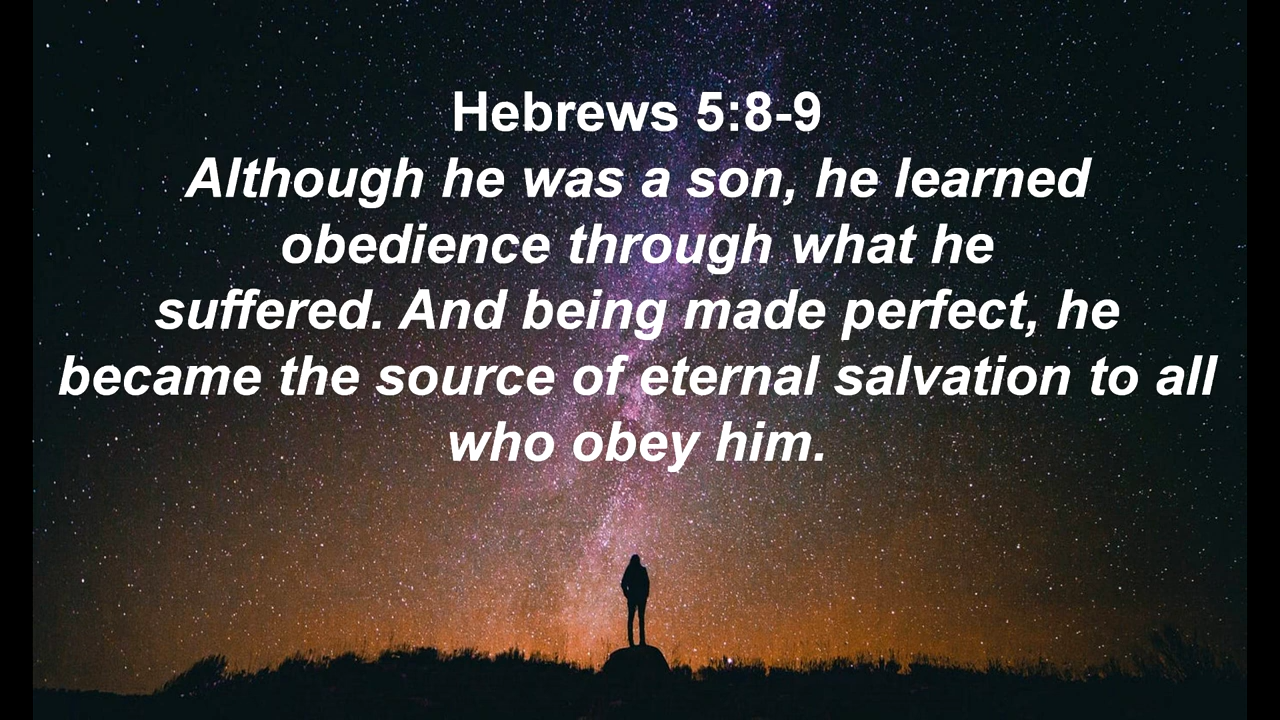 Hebrews 5:8-9
Although he was a son, he learned
obedience through what he
suffered. And being made perfect, he
became the source of eternal salvation to all
who obey him.